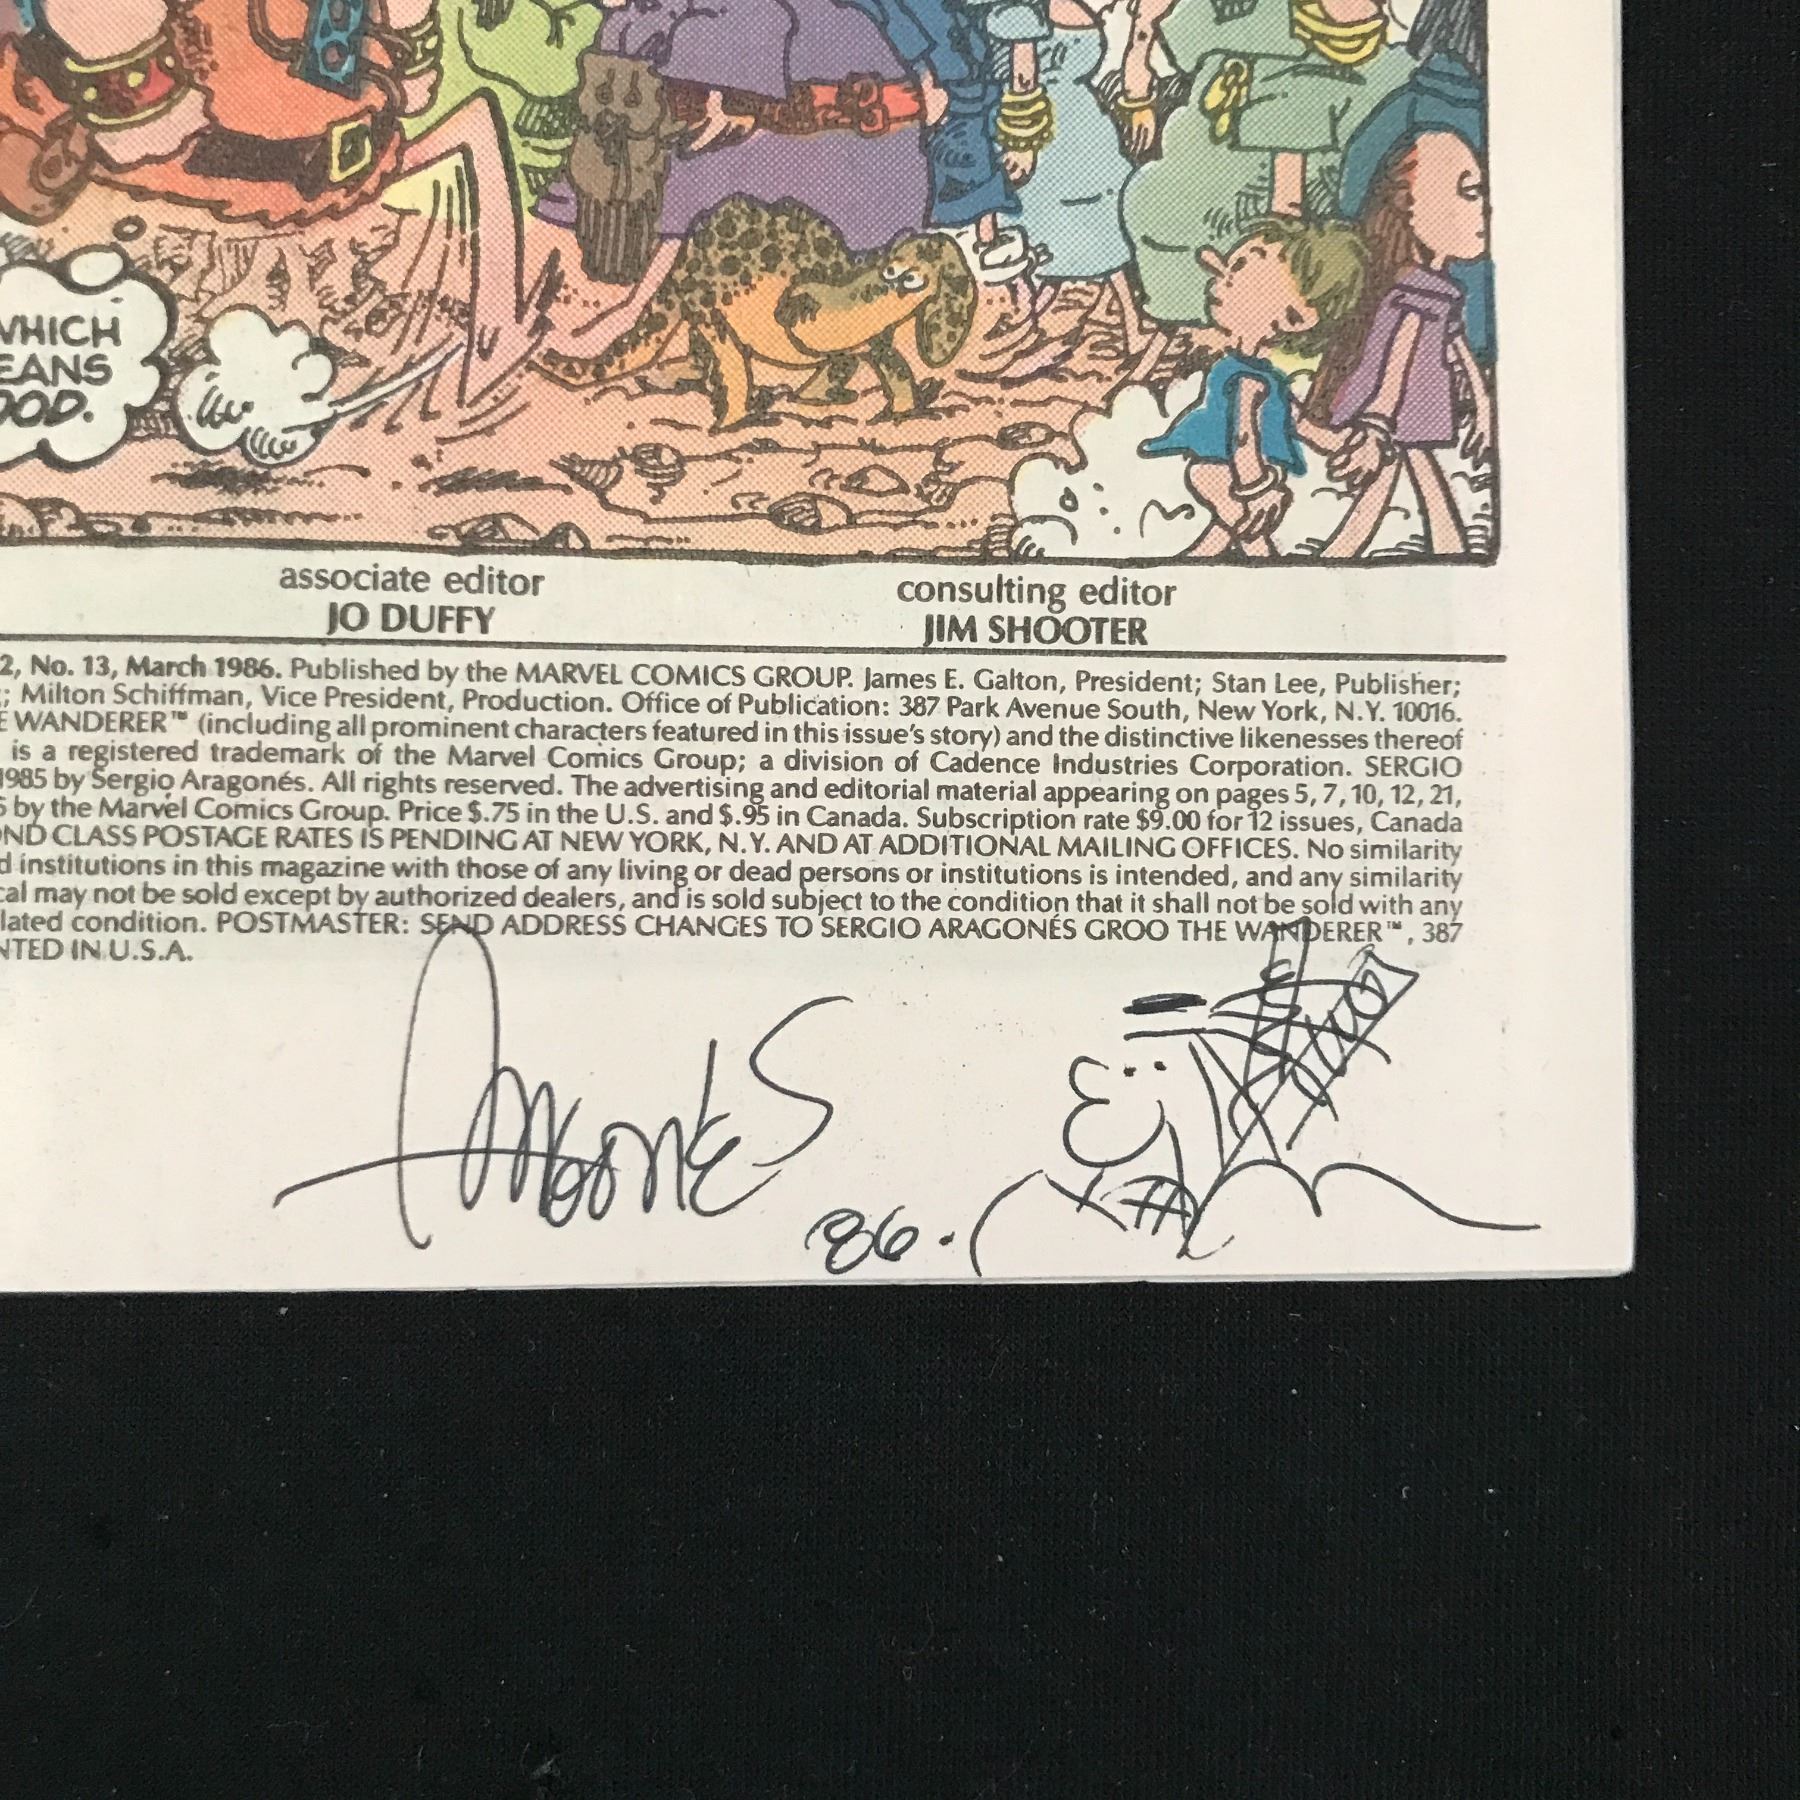 WHICH
EANS
OOD.
associate editor
JO DUFFY
consulting editor
JIM SHOOTER
2, No. 13, March 1986. Published by the MARVEL COMICS GROUP. James E. Galton, President; Stan Lee, Publisher;
; Milton Schiffman, Vice President, Production. Office of Publication: 387 Park Avenue South, New York, N.Y. 10016.
E WANDERER™ (including all prominent characters featured in this issue's story) and the distinctive likenesses thereof
is a registered trademark of the Marvel Comics Group; a division of Cadence Industries Corporation. SERGIO
1985 by Sergio Aragonés. All rights reserved. The advertising and editorial material appearing on pages 5, 7, 10, 12, 21,
6 by the Marvel Comics Group. Price $.75 in the U.S. and $.95 in Canada. Subscription rate $9.00 for 12 issues, Canada
OND CLASS POSTAGE RATES IS PENDING AT NEW YORK, N.Y. AND AT ADDITIONAL MAILING OFFICES. No similarity
d institutions in this magazine with those of any living or dead persons or institutions is intended, and any similarity
cal may not be sold except by authorized dealers, and is sold subject to the condition that it shall not be sold with any
lated condition. POSTMASTER: SEND ADDRESS CHANGES TO SERGIO ARAGONÉS GROO THE WANDERER™, 387
NTED IN U.S.A.
ARAGONES
86.